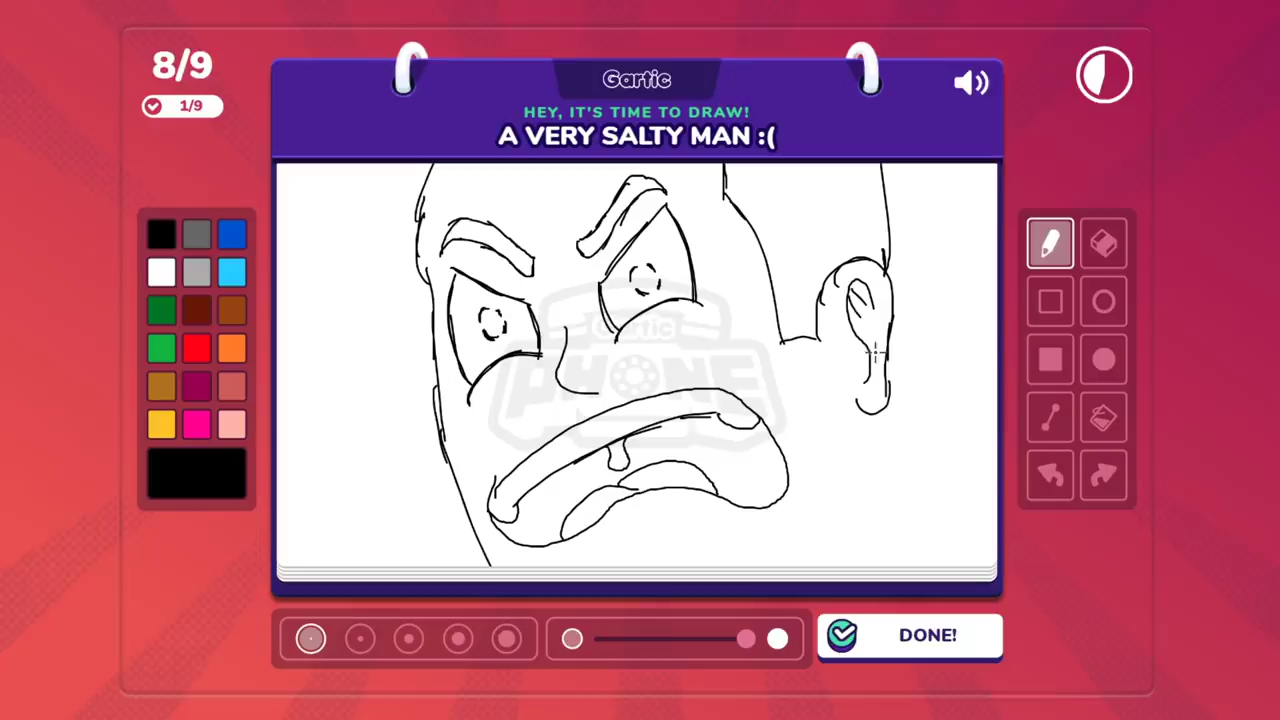 8/9
1/9
Gartic
HEY, IT'S TIME TO DRAW!
A VERY SALTY MAN :(
Gartic
PHONE
DONE!